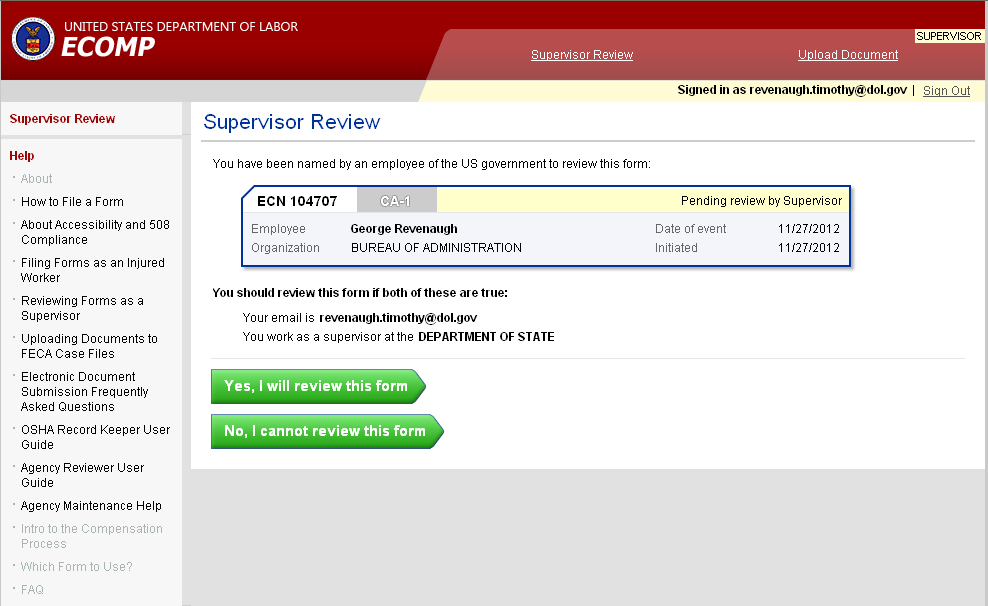 UNITED STATES DEPARTMENT OF LABOR
ECOMP
SUPERVISOR
Supervisor Review
Upload Document
Signed in as revenaugh.timothy@dol.gov | Sign Out
Supervisor Review
Help
· About
· How to File a Form
· About Accessibility and 508
Compliance
· Filing Forms as an Injured
Worker
· Reviewing Forms as a
Supervisor
· Uploading Documents to
FECA Case Files
· Electronic Document
Submission Frequently
Asked Questions
· OSHA Record Keeper User
Guide
· Agency Reviewer User
Guide
· Agency Maintenance Help
· Intro to the Compensation
Process
· Which Form to Use?
· FAQ
Supervisor Review
You have been named by an employee of the US government to review this form:
ECN 104707 CA-1 Pending review by Supervisor
Employee George Revenaugh Date of event 11/27/2012
Organization BUREAU OF ADMINISTRATION Initiated 11/27/2012
You should review this form if both of these are true:
Your email is revenaugh.timothy@dol.gov
You work as a supervisor at the DEPARTMENT OF STATE
Yes, I will review this form
No, I cannot review this form